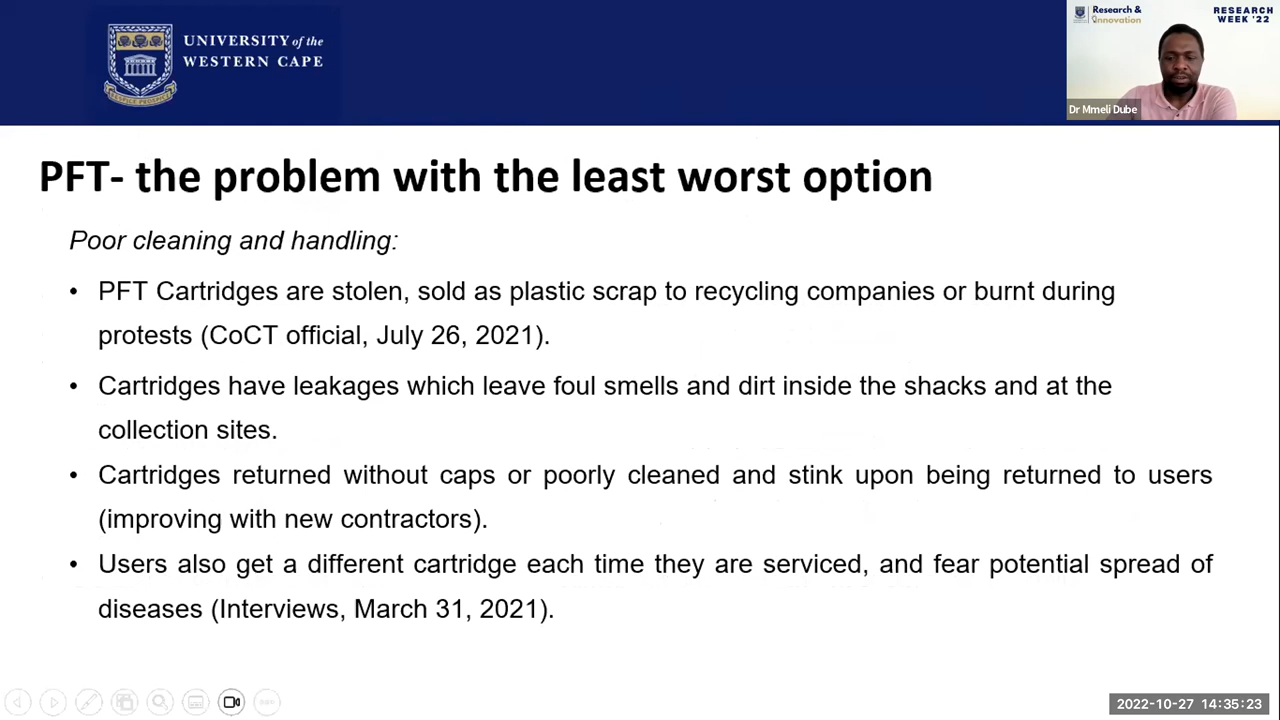 UNIVERSITY of the
WESTERN CAPE
Research &
Innovation
RESEARCH
WEEK '22
Dr Mmeli Dube
PFT- the problem with the least worst option
Poor cleaning and handling:
• PFT Cartridges are stolen, sold as plastic scrap to recycling companies or burnt during
protests (CoCT official, July 26, 2021).
• Cartridges have leakages which leave foul smells and dirt inside the shacks and at the
collection sites.
• Cartridges returned without caps or poorly cleaned and stink upon being returned to users
(improving with new contractors).
• Users also get a different cartridge each time they are serviced, and fear potential spread of
diseases (Interviews, March 31, 2021).
2022-10-27 14:35:23